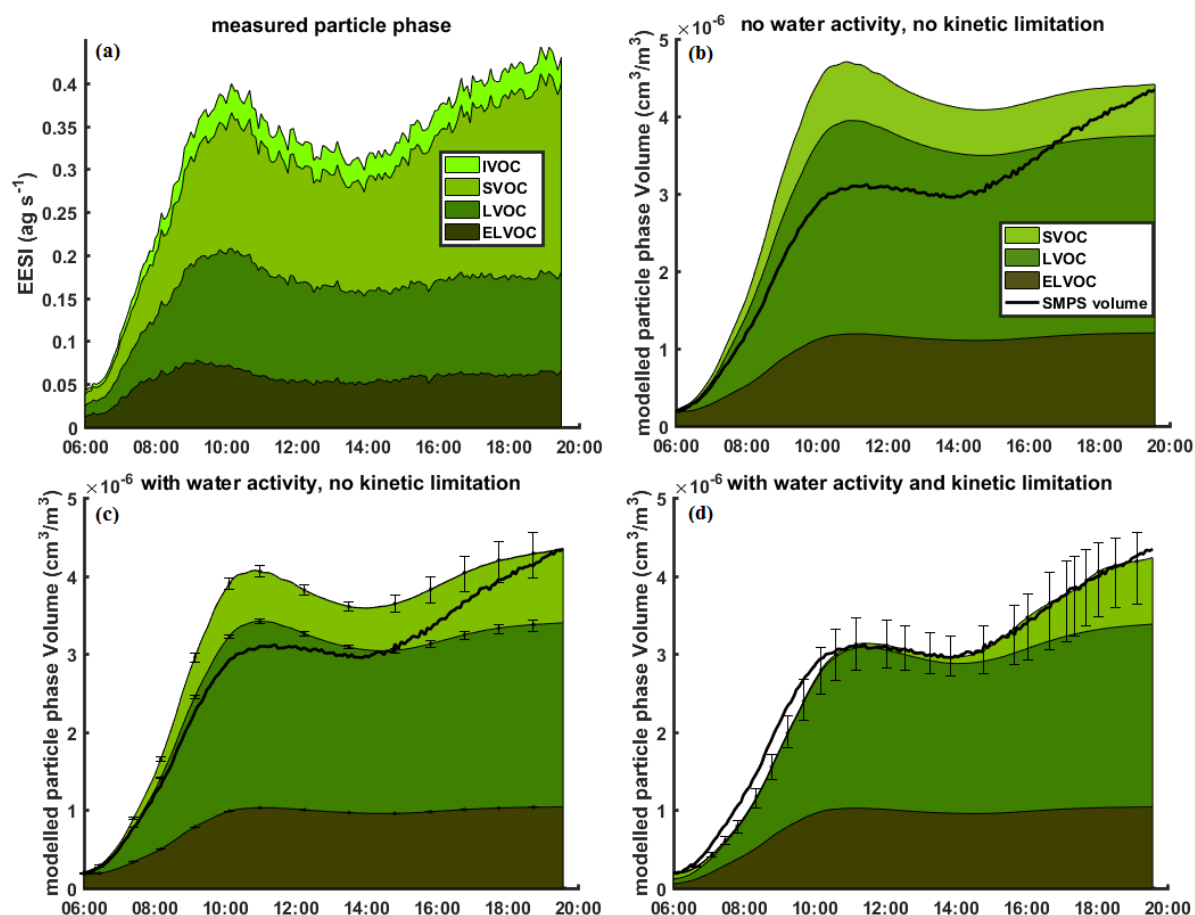 measured particle phase
(a)
EESI (ag s⁻¹)
0.4
0.35
0.3
0.25
0.2
0.15
0.1
0.05
0
IVOC
SVOC
LVOC
ELVOC
06:00 08:00 10:00 12:00 14:00 16:00 18:00 20:00
no water activity, no kinetic limitation
×10⁻⁶
(b)
modelled particle phase Volume (cm³/m³)
5
4
3
2
1
0
SVOC
LVOC
ELVOC
SMPS volume
06:00 08:00 10:00 12:00 14:00 16:00 18:00 20:00
×10⁻⁶ with water activity, no kinetic limitation
(c)
modelled particle phase Volume (cm³/m³)
5
4
3
2
1
0
06:00 08:00 10:00 12:00 14:00 16:00 18:00 20:00
×10⁻⁶ with water activity and kinetic limitation
(d)
modelled particle phase Volume (cm³/m³)
5
4
3
2
1
0
06:00 08:00 10:00 12:00 14:00 16:00 18:00 20:00